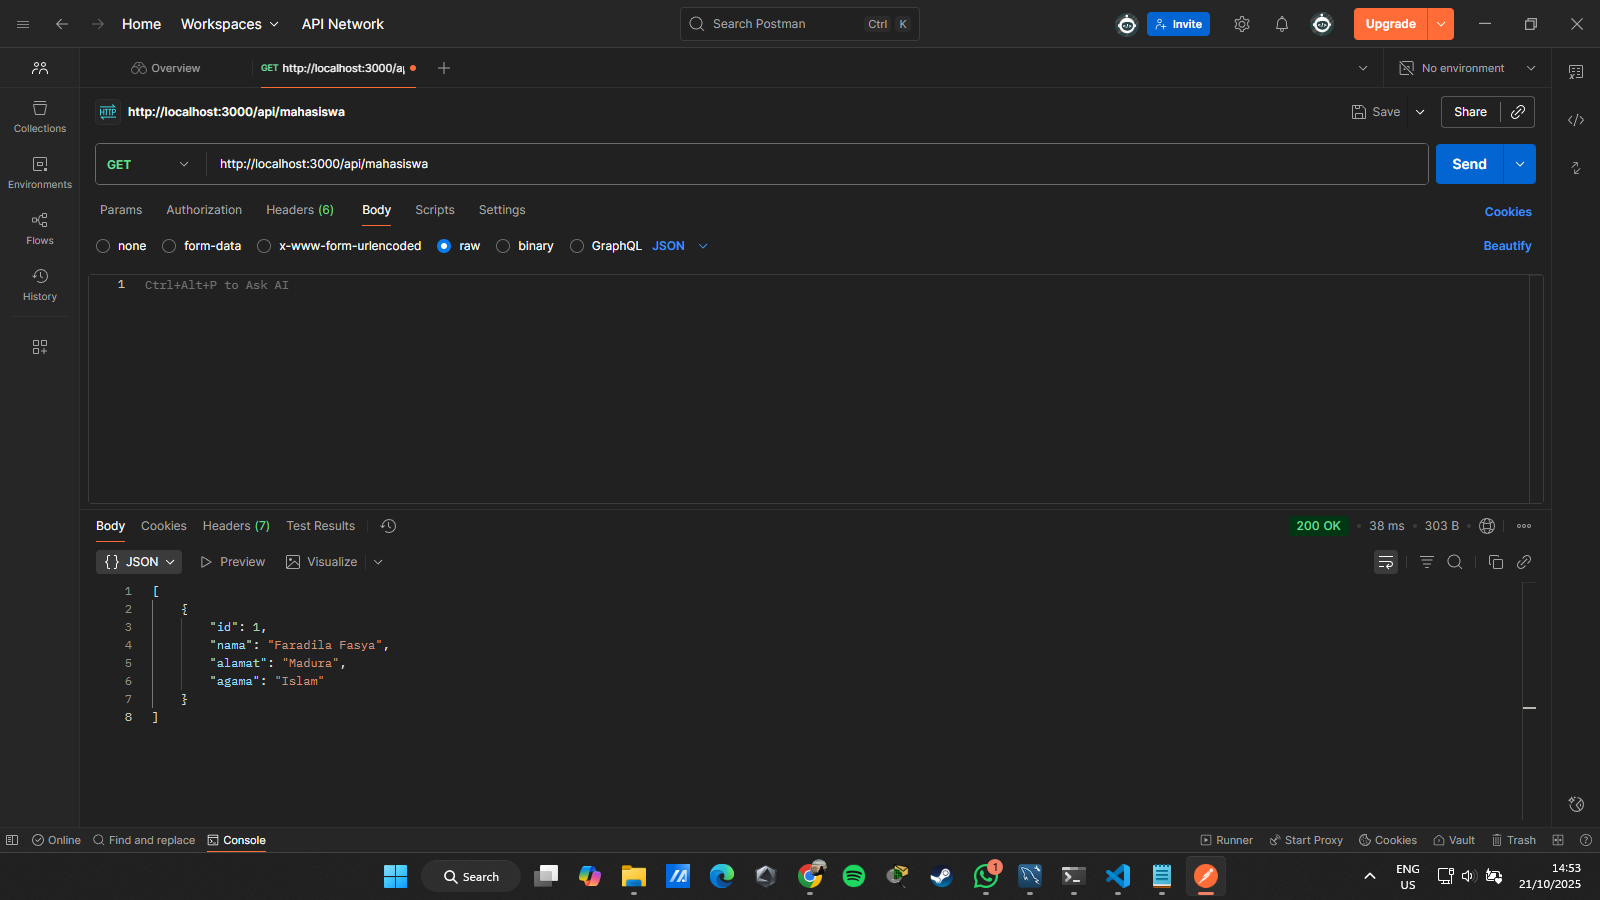 Home Workspaces API Network Search Postman Ctrl K Invite Upgrade
Overview GET http://localhost:3000/a No environment
HTTP http://localhost:3000/api/mahasiswa Save Share
Collections
Environments
Flows
History
GET http://localhost:3000/api/mahasiswa Send
Params Authorization Headers (6) Body Scripts Settings Cookies
none form-data x-www-form-urlencoded raw binary GraphQL JSON Beautify
1 Ctrl+Alt+P to Ask AI
Body Cookies Headers (7) Test Results 200 OK • 38 ms • 303 B
{} JSON Preview Visualize
1 [
2 {
3 "id": 1,
4 "nama": "Faradila Fasya",
5 "alamat": "Madura",
6 "agama": "Islam"
7 }
8 ]
Online Find and replace Console Runner Start Proxy Cookies Vault Trash
Search 1 ENG 14:53
US 21/10/2025